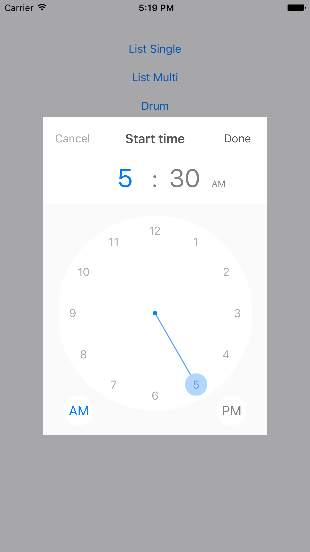 Carrier 5:19 PM
List Single
List Multi
Drum
Cancel Start time Done
5 : 30 AM
12
11 1
10 2
9 3
8 4
7 5
6
AM PM